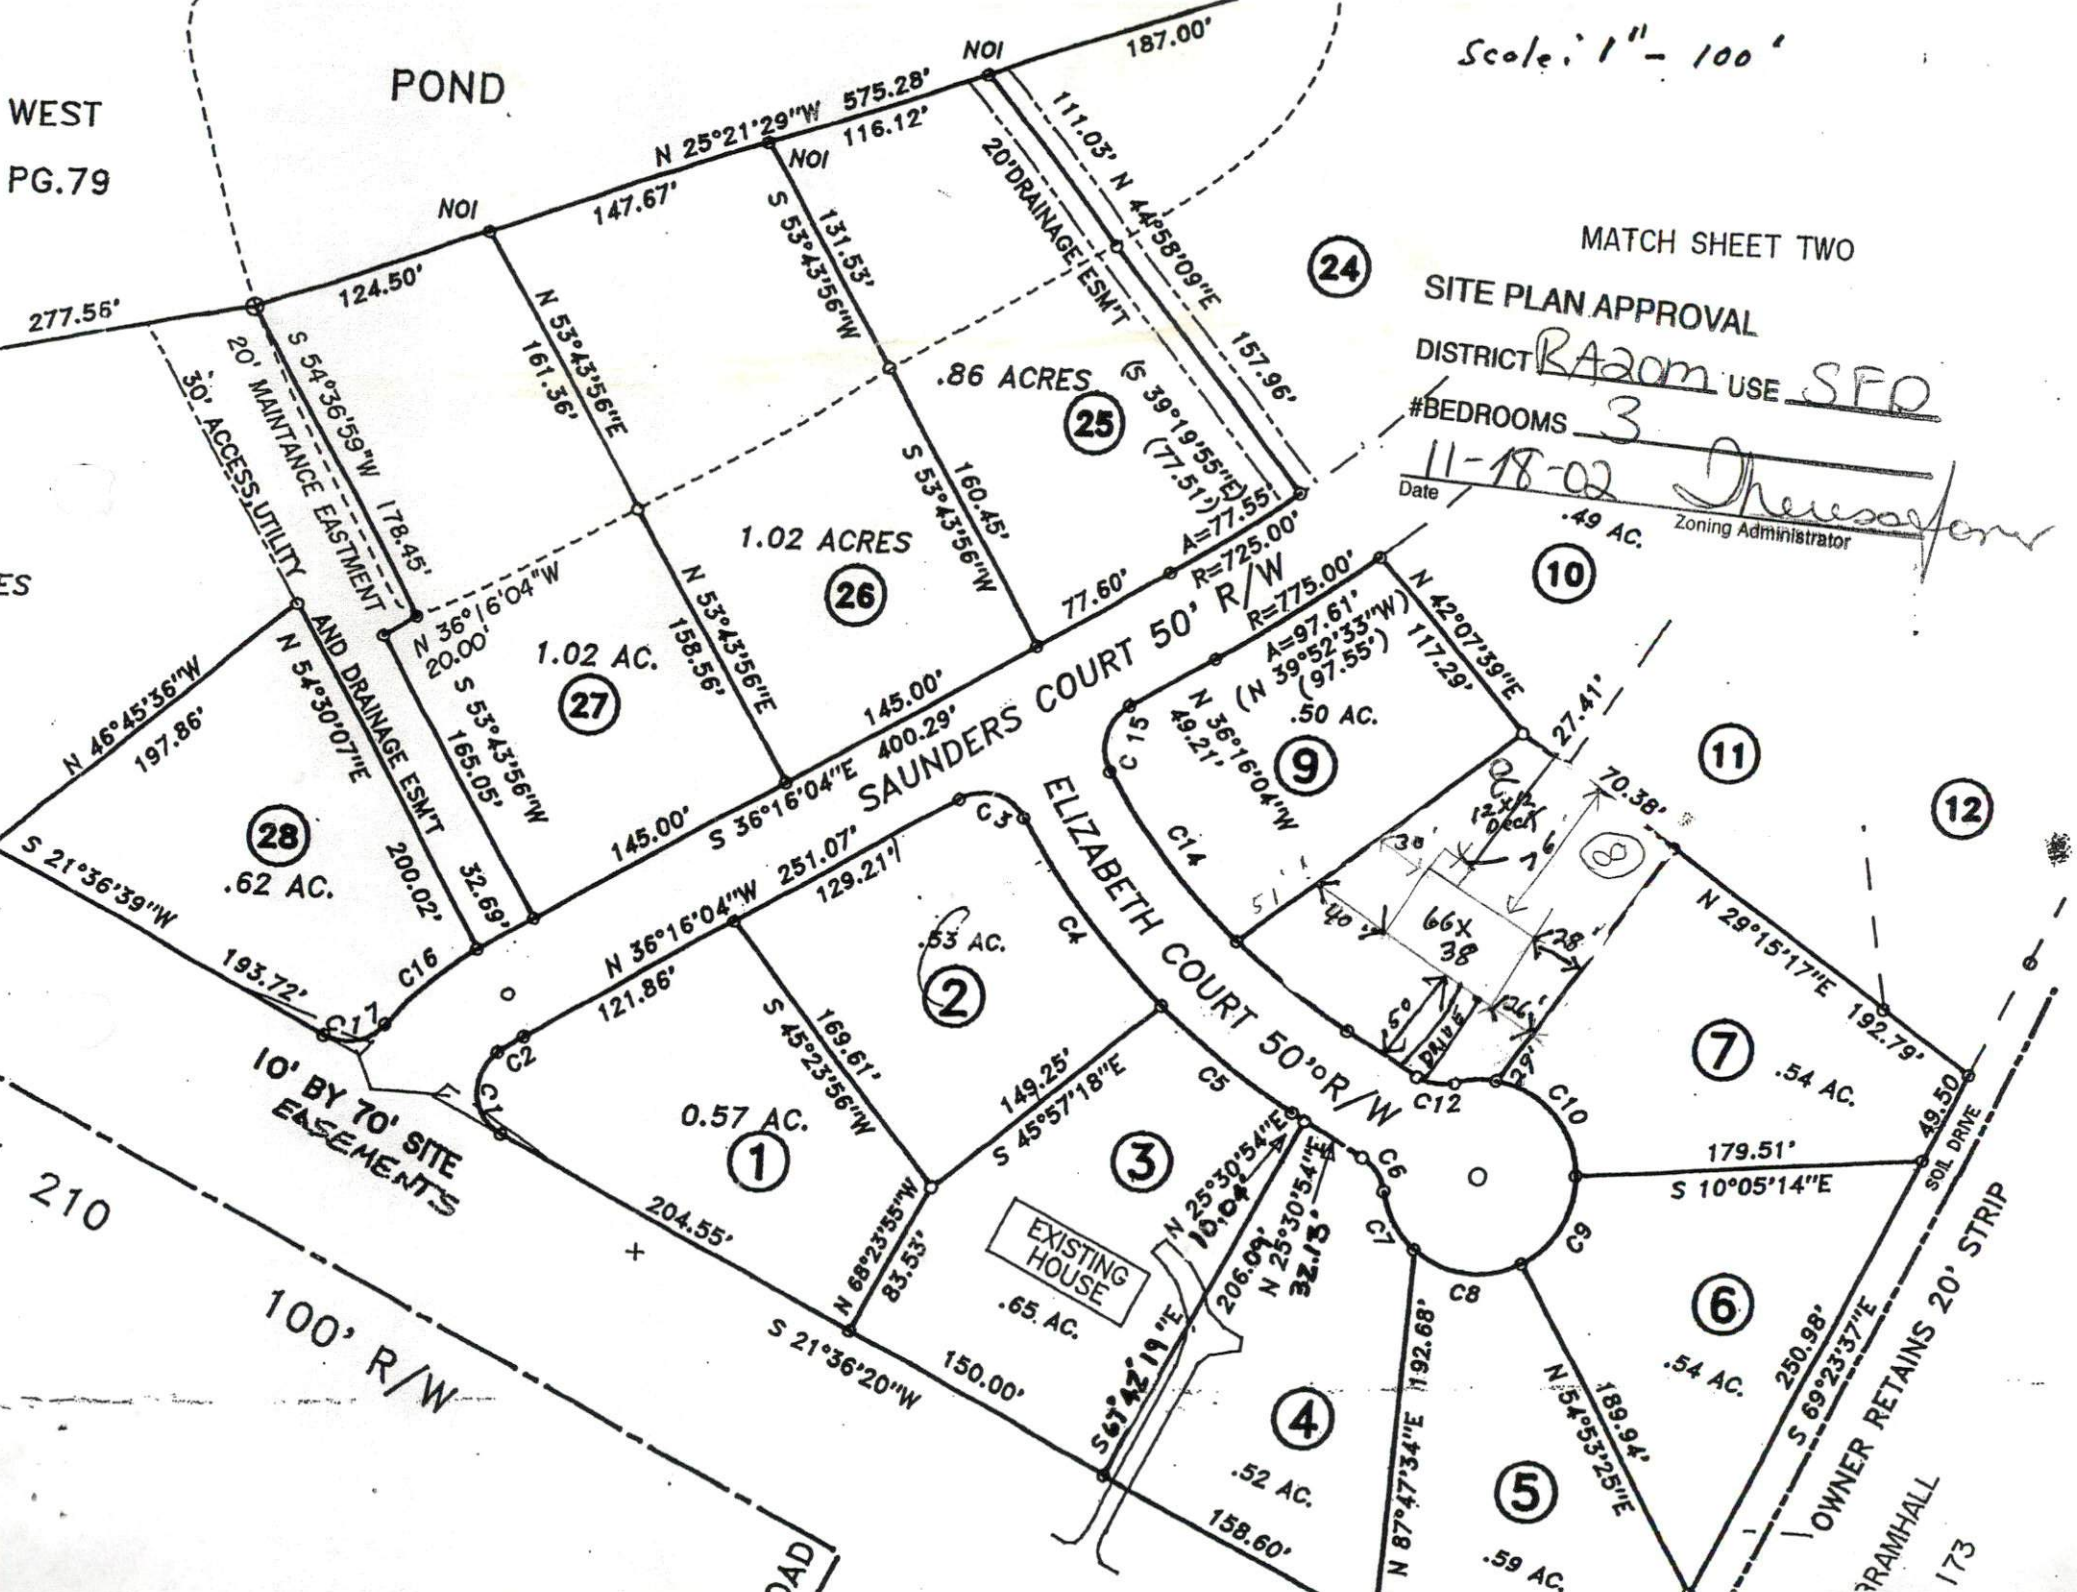 Scale: 1" - 100'
187.00'
NOI
POND
WEST
PG.79
N 25°21'29"W 575.28'
116.12'
NOI
147.67'
NOI
124.50'
277.56'
111.03' N 44°58'09"E
157.96'
20' DRAINAGE ESM'T
S 53°43'56"W
131.53'
24
MATCH SHEET TWO
SITE PLAN APPROVAL
DISTRICT RA20M USE SFD
#BEDROOMS 3
11-18-02
Date
Zoning Administrator
.49 AC.
10
.86 ACRES
25
(S 39°19'55"E)
(77.51')
A=77.55'
R=725.00'
160.45'
S 53°43'56"W
N 53°43'56"E
161.36'
S 54°36'59"W 178.45'
20' MAINTANCE EASTMENT
30' ACCESS, UTILITY
AND DRAINAGE ESM'T
ES
1.02 ACRES
26
77.60'
N 36°16'04"W
20.00'
1.02 AC.
27
N 53°43'56"E
158.56'
S 53°43'56"W
165.05'
32.69'
145.00'
145.00'
S 36°16'04"E 400.29'
SAUNDERS COURT 50' R/W
R=775.00'
A=97.61'
(N 39°52'33"W)
(97.55')
N 42°07'39"E
117.29'
27.41'
N 46°45'36"W
197.86'
N 54°30'07"E
200.02'
28
.62 AC.
S 21°36'39"W
193.72'
C16
C17
C 15
N 36°16'04"W
49.21'
.50 AC.
9
C14
11
12
70.38'
12x12
Deck
30'
76'
8
51'
40'
66x
38
28'
26'
50'
DRIVE
29'
N 29°15'17"E
192.79'
ELIZABETH COURT 50' R/W
C3
C4
251.07'
129.21'
N 36°16'04"W
121.86'
C2
C1
.53 AC.
2
S 45°23'56"W
169.61'
149.25'
S 45°57'18"E
C5
C12
C10
7
.54 AC.
49.50
SOIL DRIVE
179.51'
S 10°05'14"E
10' BY 70' SITE
EASEMENTS
0.57 AC.
1
204.55'
N 68°23'55"W
83.53'
3
EXISTING
HOUSE
.65 AC.
N 25°30'54"E
10.04'
N 25°30'54"E
32.13'
206.09'
C6
C7
C8
C9
6
.54 AC.
250.98'
S 69°23'37"E
OWNER RETAINS 20' STRIP
210
100' R/W
S 21°36'20"W
150.00'
158.60'
4
.52 AC.
N 87°47'34"E 192.68'
5
.59 AC.
189.94'
N 54°53'25"E
173